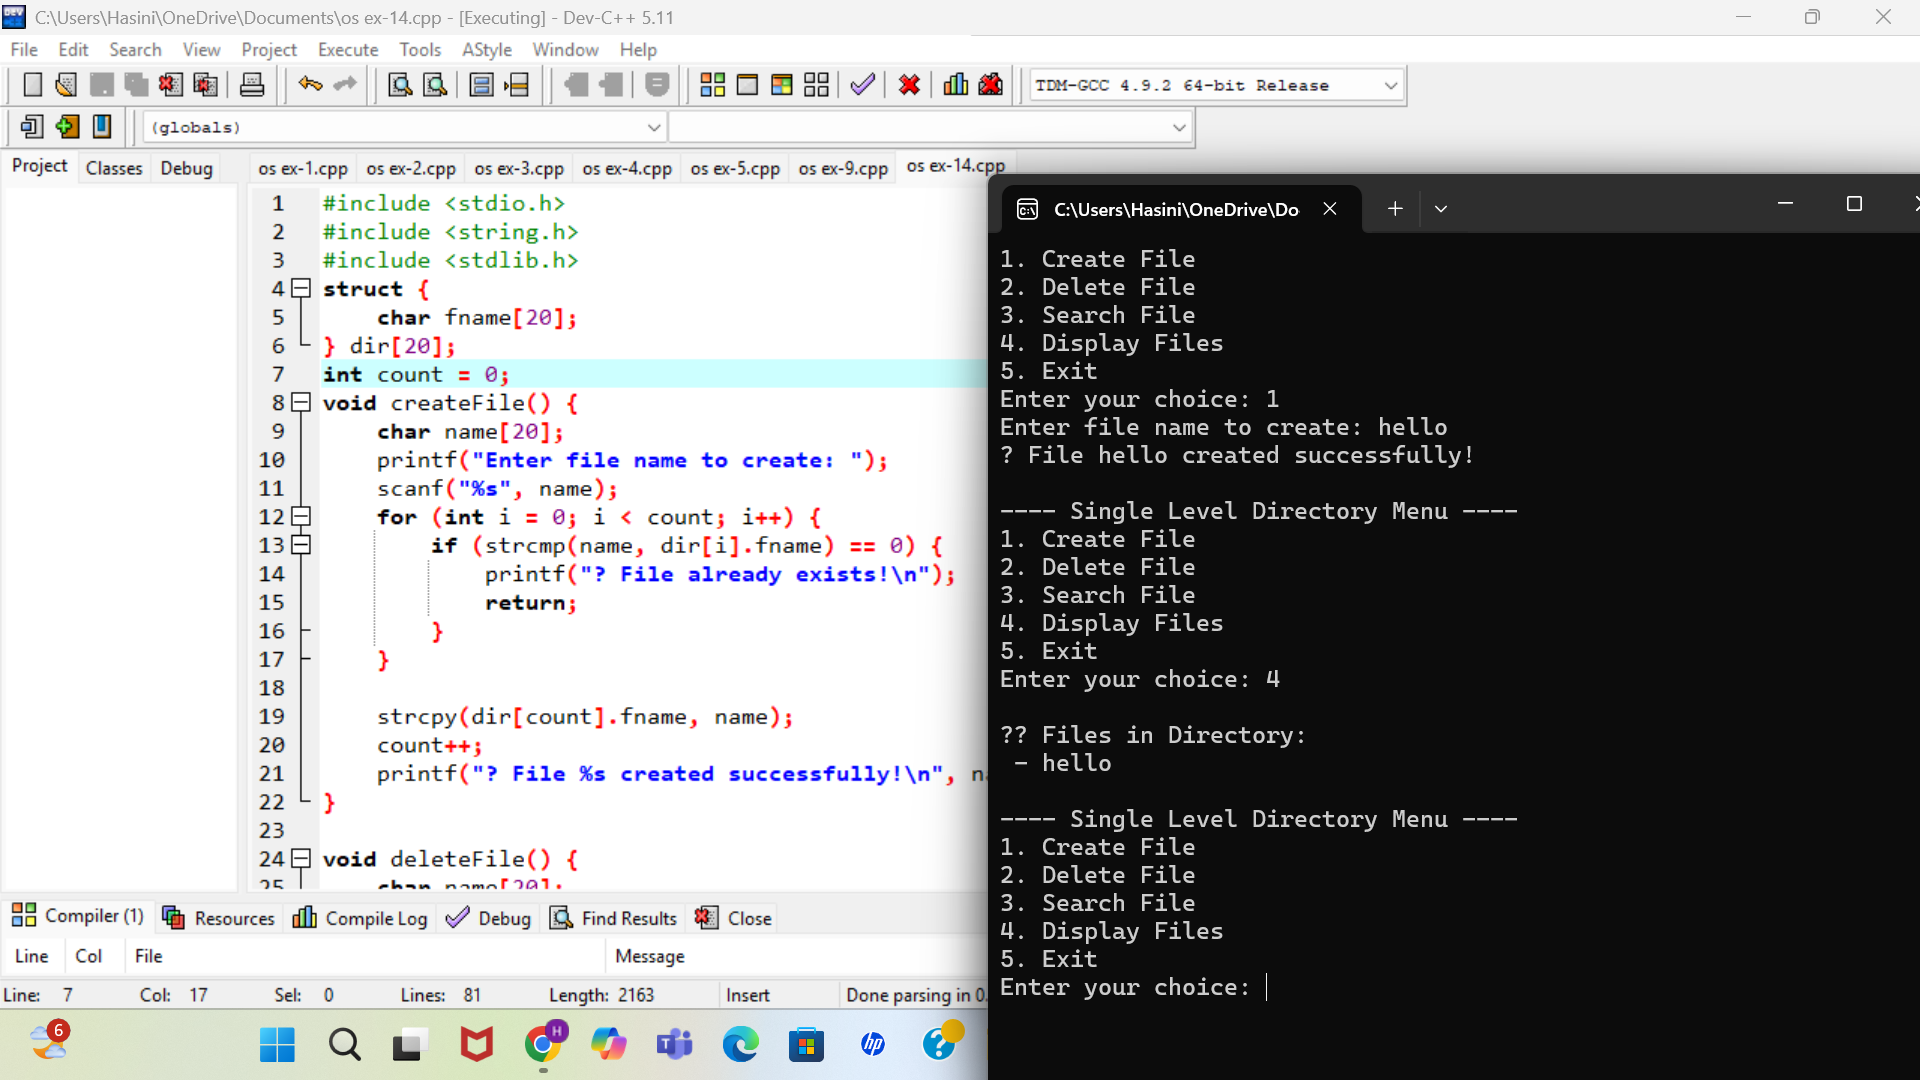 C:\Users\Hasini\OneDrive\Documents\os ex-14.cpp - [Executing] - Dev-C++ 5.11
File Edit Search View Project Execute Tools AStyle Window Help
TDM-GCC 4.9.2 64-bit Release
(globals)
Project Classes Debug
os ex-1.cpp os ex-2.cpp os ex-3.cpp os ex-4.cpp os ex-5.cpp os ex-9.cpp os ex-14.cpp
1 #include <stdio.h>
2 #include <string.h>
3 #include <stdlib.h>
4 struct {
5 char fname[20];
6 } dir[20];
7 int count = 0;
8 void createFile() {
9 char name[20];
10 printf("Enter file name to create: ");
11 scanf("%s", name);
12 for (int i = 0; i < count; i++) {
13 if (strcmp(name, dir[i].fname) == 0) {
14 printf("? File already exists!\n");
15 return;
16 }
17 }
18
19 strcpy(dir[count].fname, name);
20 count++;
21 printf("? File %s created successfully!\n", na
22 }
23
24 void deleteFile() {
25 char name[20];
C:\Users\Hasini\OneDrive\Do
1. Create File
2. Delete File
3. Search File
4. Display Files
5. Exit
Enter your choice: 1
Enter file name to create: hello
? File hello created successfully!
---- Single Level Directory Menu ----
1. Create File
2. Delete File
3. Search File
4. Display Files
5. Exit
Enter your choice: 4
?? Files in Directory:
- hello
---- Single Level Directory Menu ----
1. Create File
2. Delete File
3. Search File
4. Display Files
5. Exit
Enter your choice:
Compiler (1) Resources Compile Log Debug Find Results Close
Line Col File Message
Line: 7 Col: 17 Sel: 0 Lines: 81 Length: 2163 Insert Done parsing in 0.
6
H
hp